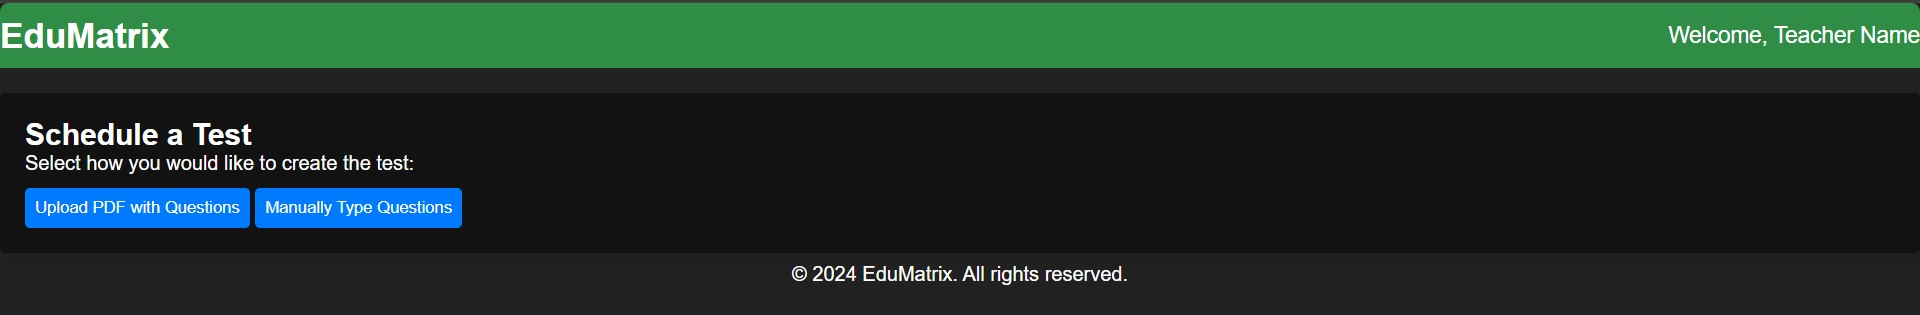 EduMatrix
Welcome, Teacher Name
Schedule a Test
Select how you would like to create the test:
Upload PDF with Questions
Manually Type Questions
© 2024 EduMatrix. All rights reserved.